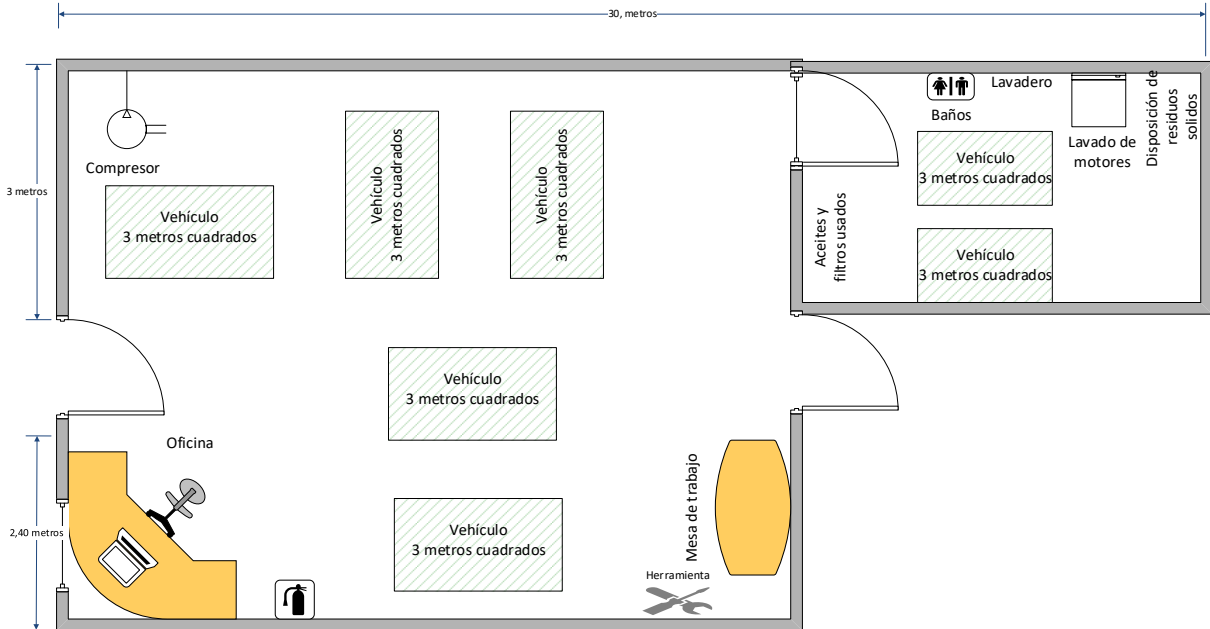 30, metros
3 metros
Compresor
Vehículo
3 metros cuadrados
Vehículo
3 metros cuadrados
Vehículo
3 metros cuadrados
Baños
Lavadero
Lavado de
motores
Disposición de
residuos
solidos
Vehículo
3 metros cuadrados
Aceites y
filtros usados
Vehículo
3 metros cuadrados
Vehículo
3 metros cuadrados
Oficina
2,40 metros
Vehículo
3 metros cuadrados
Mesa de trabajo
Herramienta